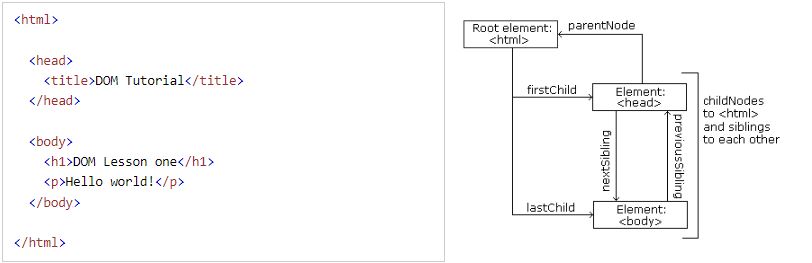 <html>
<head>
<title>DOM Tutorial</title>
</head>
<body>
<h1>DOM Lesson one</h1>
<p>Hello world!</p>
</body>
</html>
Root element:
<html>
parentNode
firstChild
Element:
<head>
childNodes
to <html>
and siblings
to each other
nextSibling
previousSibling
lastChild
Element:
<body>